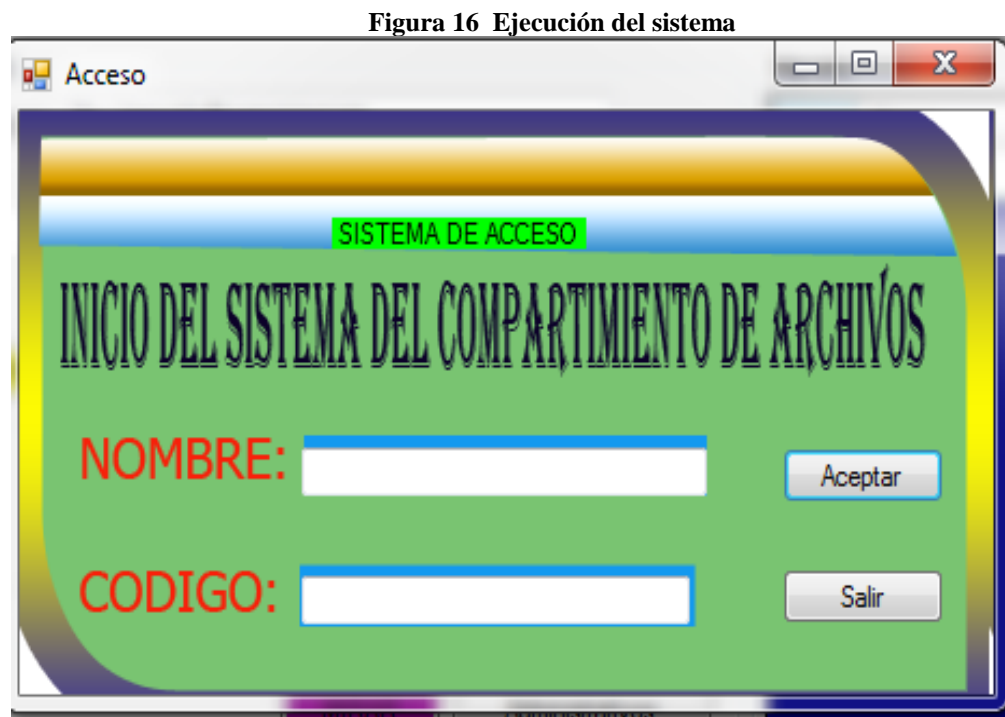 Figura 16 Ejecución del sistema
Acceso
SISTEMA DE ACCESO
INICIO DEL SISTEMA DEL COMPARTIMIENTO DE ARCHIVOS
NOMBRE:
Aceptar
CODIGO:
Salir